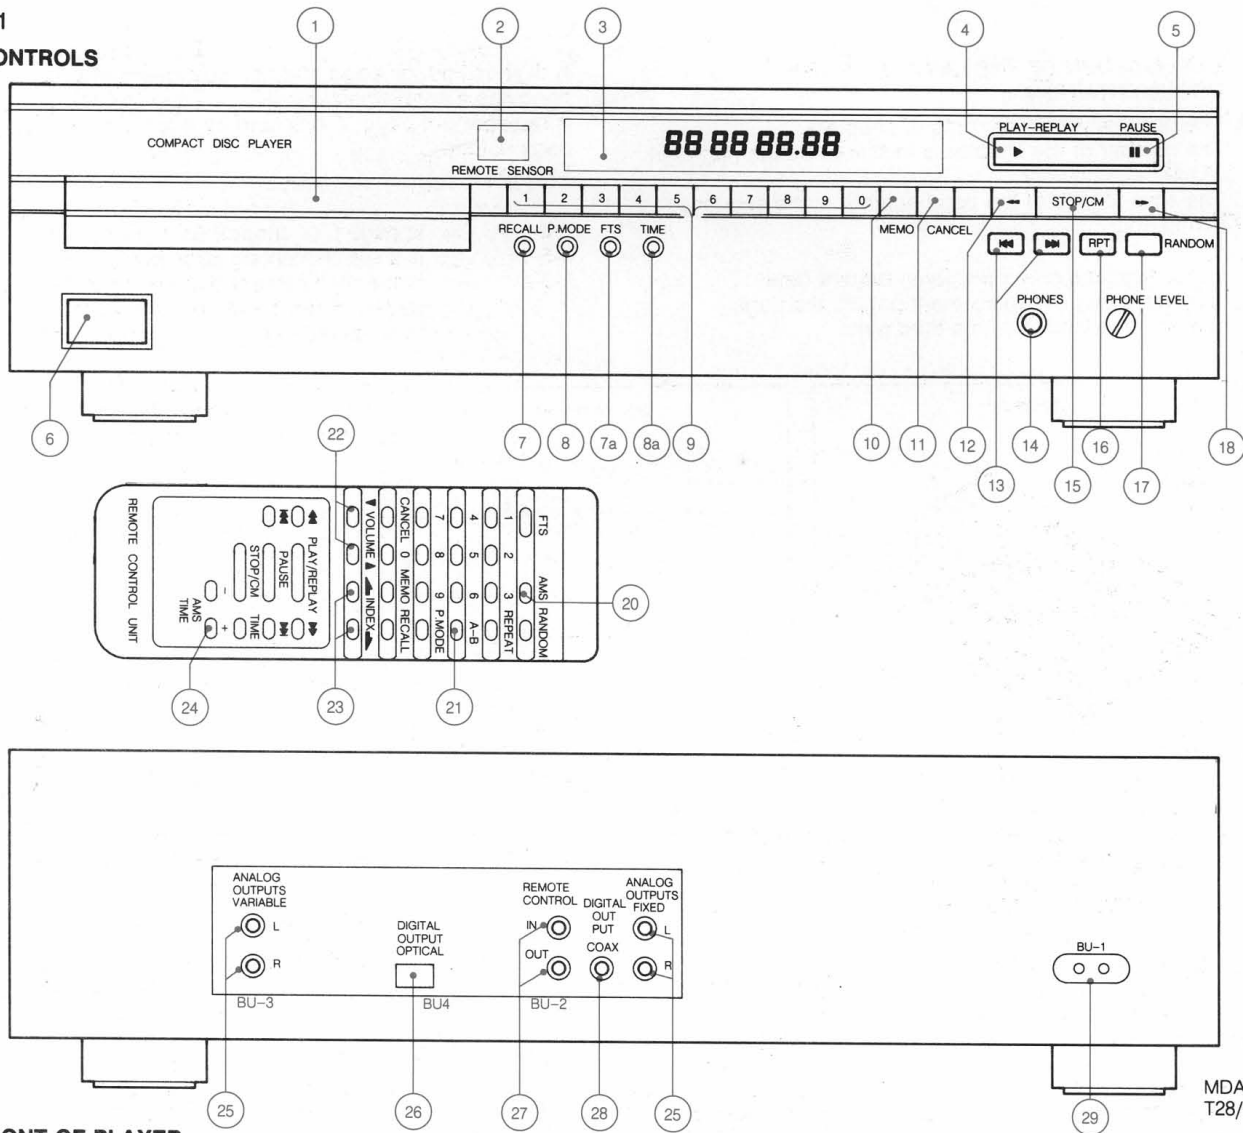 1
ONTROLS
1
2
3
4
5
COMPACT DISC PLAYER
REMOTE SENSOR
88 88 88.88
PLAY-REPLAY PAUSE
1 2 3 4 5 6 7 8 9 0
STOP/CM
RECALL P.MODE FTS TIME
MEMO CANCEL
RPT
RANDOM
PHONES
PHONE LEVEL
6
7
8
7a
8a
9
10
11
12
13
14
15
16
17
18
22
FTS AMS RANDOM
1 2 3 REPEAT
4 5 6 A-B
7 8 9 P.MODE
CANCEL 0 MEMO RECALL
VOLUME INDEX
PLAY/REPLAY
PAUSE
STOP/CM TIME
- +
AMS
TIME
REMOTE CONTROL UNIT
20
24
23
21
ANALOG
OUTPUTS
VARIABLE
L
R
BU-3
DIGITAL
OUTPUT
OPTICAL
BU4
REMOTE
CONTROL
IN
OUT
BU-2
DIGITAL
OUT
PUT
COAX
ANALOG
OUTPUTS
FIXED
L
R
BU-1
25
26
27
28
25
29
MDA
T28/